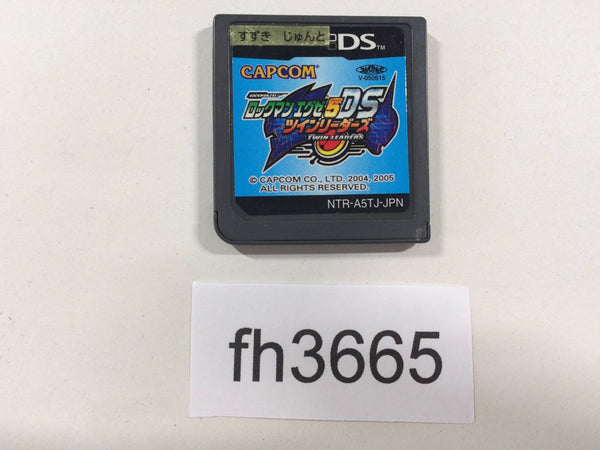 すずき じゅんと
DS™
CAPCOM
V-050515
ロックマン エグゼ5DS
ツインリーダーズ
TWIN LEADERS
© CAPCOM CO., LTD. 2004, 2005
ALL RIGHTS RESERVED.
NTR-A5TJ-JPN
fh3665